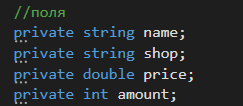 //поля
private string name;
private string shop;
private double price;
private int amount;